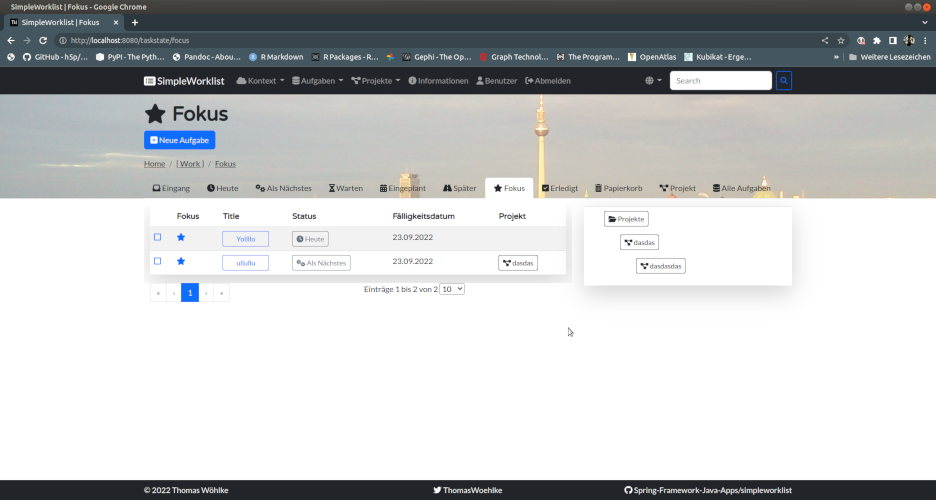 SimpleWorklist | Fokus - Google Chrome
SimpleWorklist | Fokus
http://localhost:8080/taskstate/focus
GitHub - h5p/... PyPI · The Pyth... Pandoc - Abou... R Markdown R Packages - R... Gephi - The Op... Graph Technol... The Program... OpenAtlas Kubikat - Erge... » Weitere Lesezeichen
SimpleWorklist Kontext Aufgaben Projekte Informationen Benutzer Abmelden Search
Fokus
Neue Aufgabe
Home / [ Work ] / Fokus
Eingang Heute Als Nächstes Warten Eingeplant Später Fokus Erledigt Papierkorb Projekt Alle Aufgaben
Fokus Title Status Fälligkeitsdatum Projekt
Heute 23.09.2022
ullullu Als Nächstes 23.09.2022 dasdas
« ‹ 1 › »
Einträge 1 bis 2 von 2 10
Projekte
dasdas
dasdasdas
© 2022 Thomas Wöhlke ThomasWoehlke Spring-Framework-Java-Apps/simpleworklist